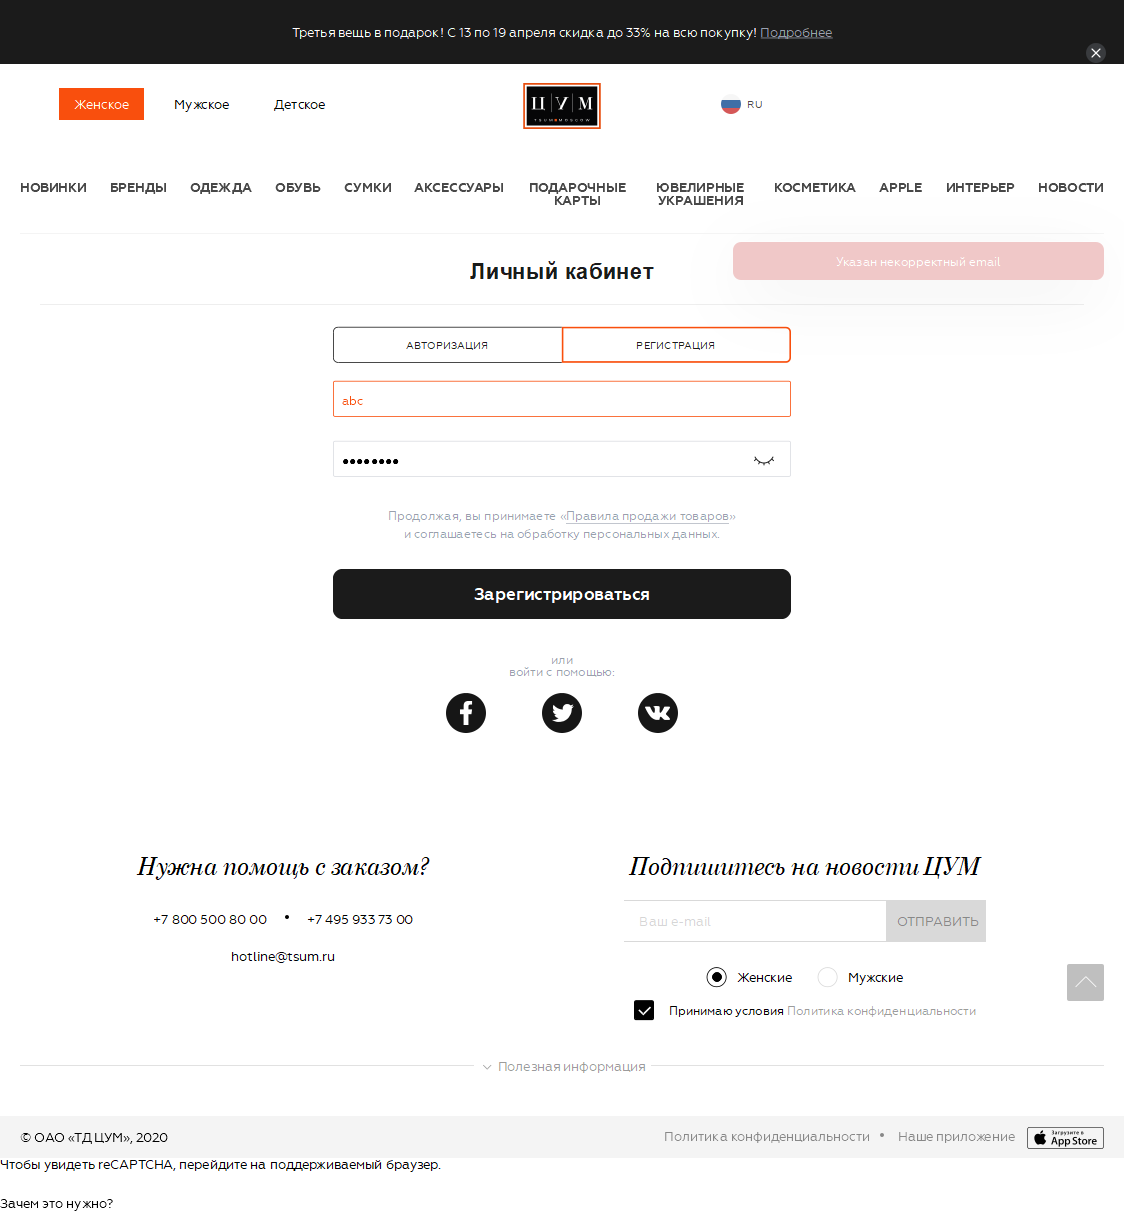 Третья вещь в подарок! С 13 по 19 апреля скидка до 33% на всю покупку! Подробнее
Женское
Мужское
Детское
ЦУМ
TSUM MOSCOW
RU
НОВИНКИ
БРЕНДЫ
ОДЕЖДА
ОБУВЬ
СУМКИ
АКСЕССУАРЫ
ПОДАРОЧНЫЕ
КАРТЫ
ЮВЕЛИРНЫЕ
УКРАШЕНИЯ
КОСМЕТИКА
APPLE
ИНТЕРЬЕР
НОВОСТИ
Указан некорректный email
Личный кабинет
АВТОРИЗАЦИЯ
РЕГИСТРАЦИЯ
abc
Продолжая, вы принимаете «Правила продажи товаров»
и соглашаетесь на обработку персональных данных.
Зарегистрироваться
или
войти с помощью:
Нужна помощь с заказом?
+7 800 500 80 00 • +7 495 933 73 00
hotline@tsum.ru
Подпишитесь на новости ЦУМ
Ваш e-mail
ОТПРАВИТЬ
Женские
Мужские
Принимаю условия Политика конфиденциальности
Полезная информация
© ОАО «ТД ЦУМ», 2020
Политика конфиденциальности • Наше приложение
Загрузите в
App Store
Чтобы увидеть reCAPTCHA, перейдите на поддерживаемый браузер.
Зачем это нужно?